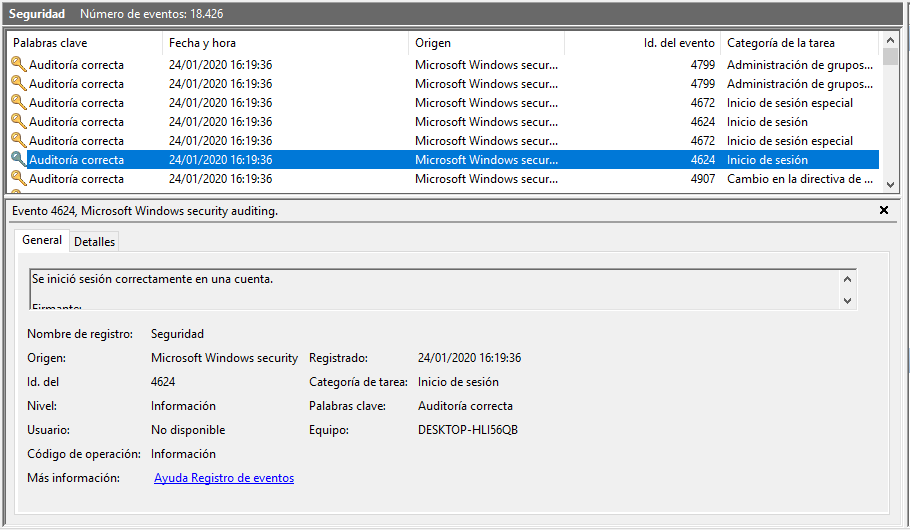 Seguridad Número de eventos: 18.426
Palabras clave Fecha y hora Origen Id. del evento Categoría de la tarea
Auditoría correcta 24/01/2020 16:19:36 Microsoft Windows secur... 4799 Administración de grupos...
Auditoría correcta 24/01/2020 16:19:36 Microsoft Windows secur... 4799 Administración de grupos...
Auditoría correcta 24/01/2020 16:19:36 Microsoft Windows secur... 4672 Inicio de sesión especial
Auditoría correcta 24/01/2020 16:19:36 Microsoft Windows secur... 4624 Inicio de sesión
Auditoría correcta 24/01/2020 16:19:36 Microsoft Windows secur... 4672 Inicio de sesión especial
Auditoría correcta 24/01/2020 16:19:36 Microsoft Windows secur... 4624 Inicio de sesión
Auditoría correcta 24/01/2020 16:19:36 Microsoft Windows secur... 4907 Cambio en la directiva de ...
Evento 4624, Microsoft Windows security auditing.
General Detalles
Se inició sesión correctamente en una cuenta.
Firmante:
Nombre de registro: Seguridad
Origen: Microsoft Windows security Registrado: 24/01/2020 16:19:36
Id. del 4624 Categoría de tarea: Inicio de sesión
Nivel: Información Palabras clave: Auditoría correcta
Usuario: No disponible Equipo: DESKTOP-HLI56QB
Código de operación: Información
Más información: Ayuda Registro de eventos